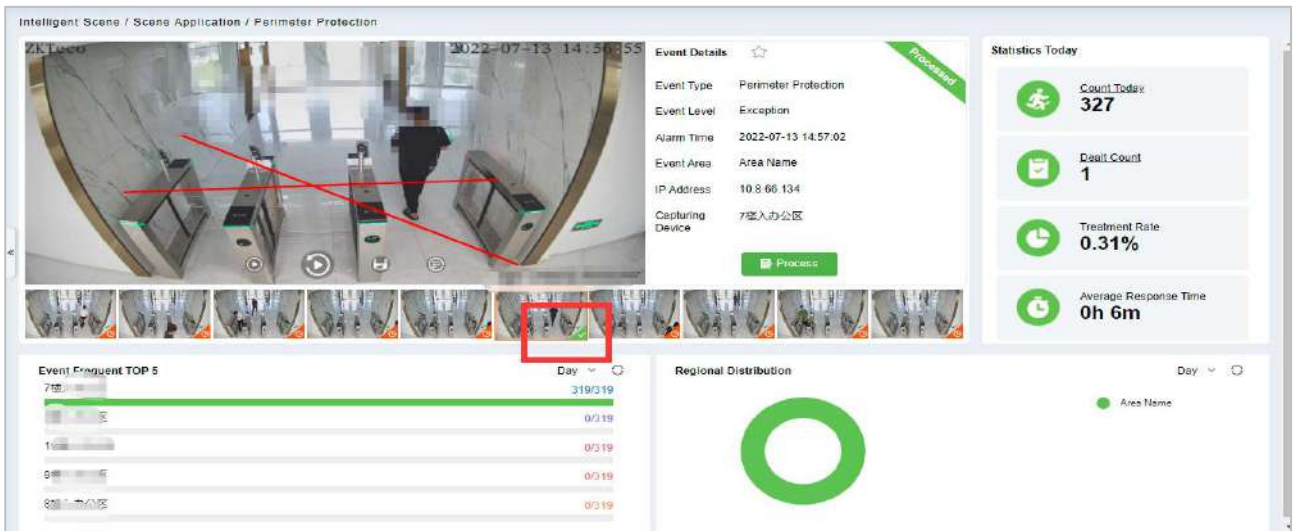 Intelligent Scene / Scene Application / Perimeter Protection
ZKTeco
2022-07-13 14:56:55
Event Details
Processed
Event Type Perimeter Protection
Event Level Exception
Alarm Time 2022-07-13 14:57:02
Event Area Area Name
IP Address 10.8.66.134
Capturing Device 7楼入办公区
Process
Statistics Today
Count Today
327
Dealt Count
1
Treatment Rate
0.31%
Average Response Time
0h 6m
Event Frequent TOP 5 Day
7楼
319/319
区
0/319
1
0/319
9
0/319
8
办公区
0/319
Regional Distribution Day
Area Name